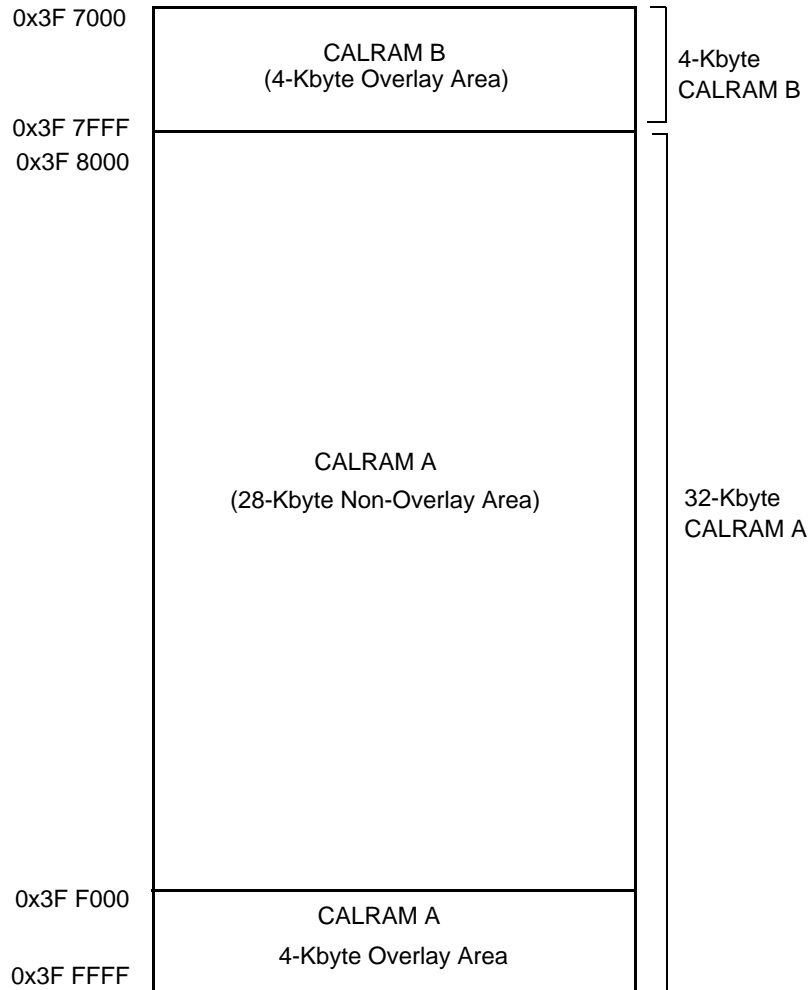 0x3F 7000
CALRAM B
(4-Kbyte Overlay Area)
4-Kbyte
CALRAM B
0x3F 7FFF
0x3F 8000
CALRAM A
(28-Kbyte Non-Overlay Area)
32-Kbyte
CALRAM A
0x3F F000
CALRAM A
4-Kbyte Overlay Area
0x3F FFFF